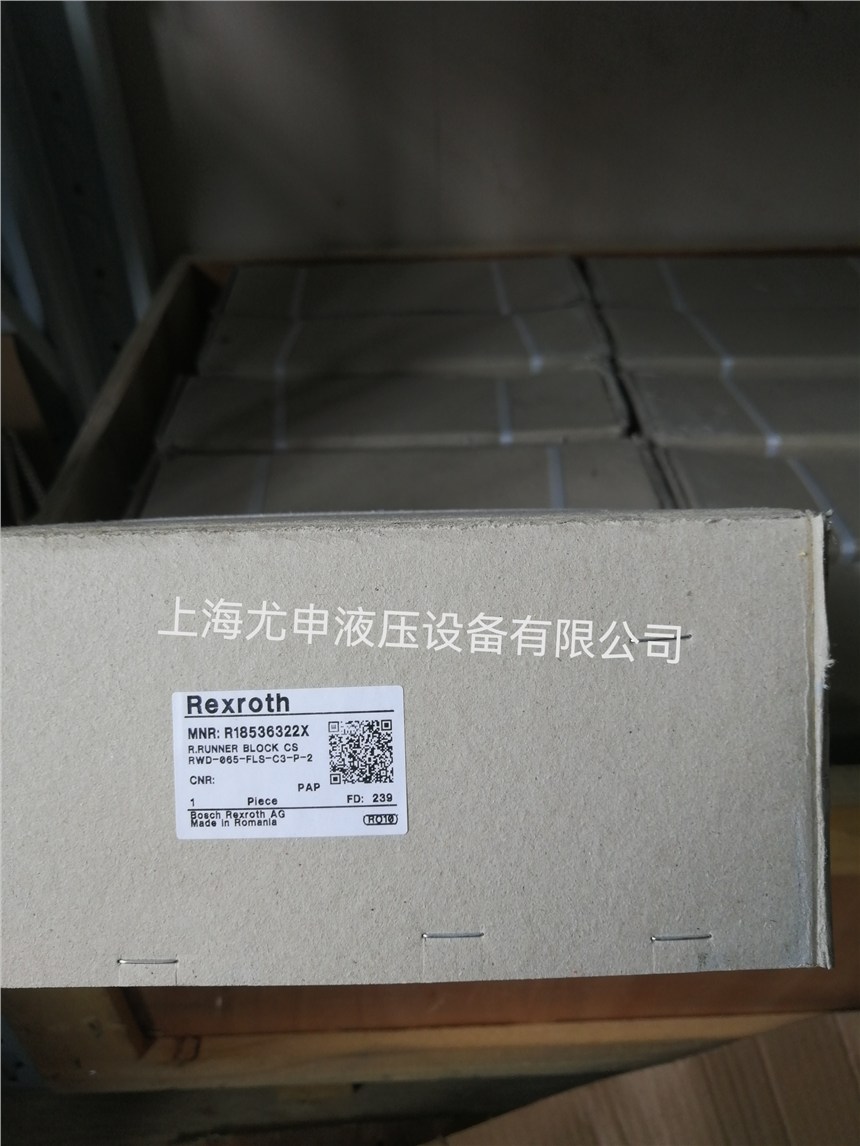 上海尤申液压设备有限公司
Rexroth
MNR: R18536322X
R.RUNNER BLOCK CS
RWD-065-FLS-C3-P-2
CNR:
PAP
1 Piece FD: 239
Bosch Rexroth AG
Made in Romania
RO10